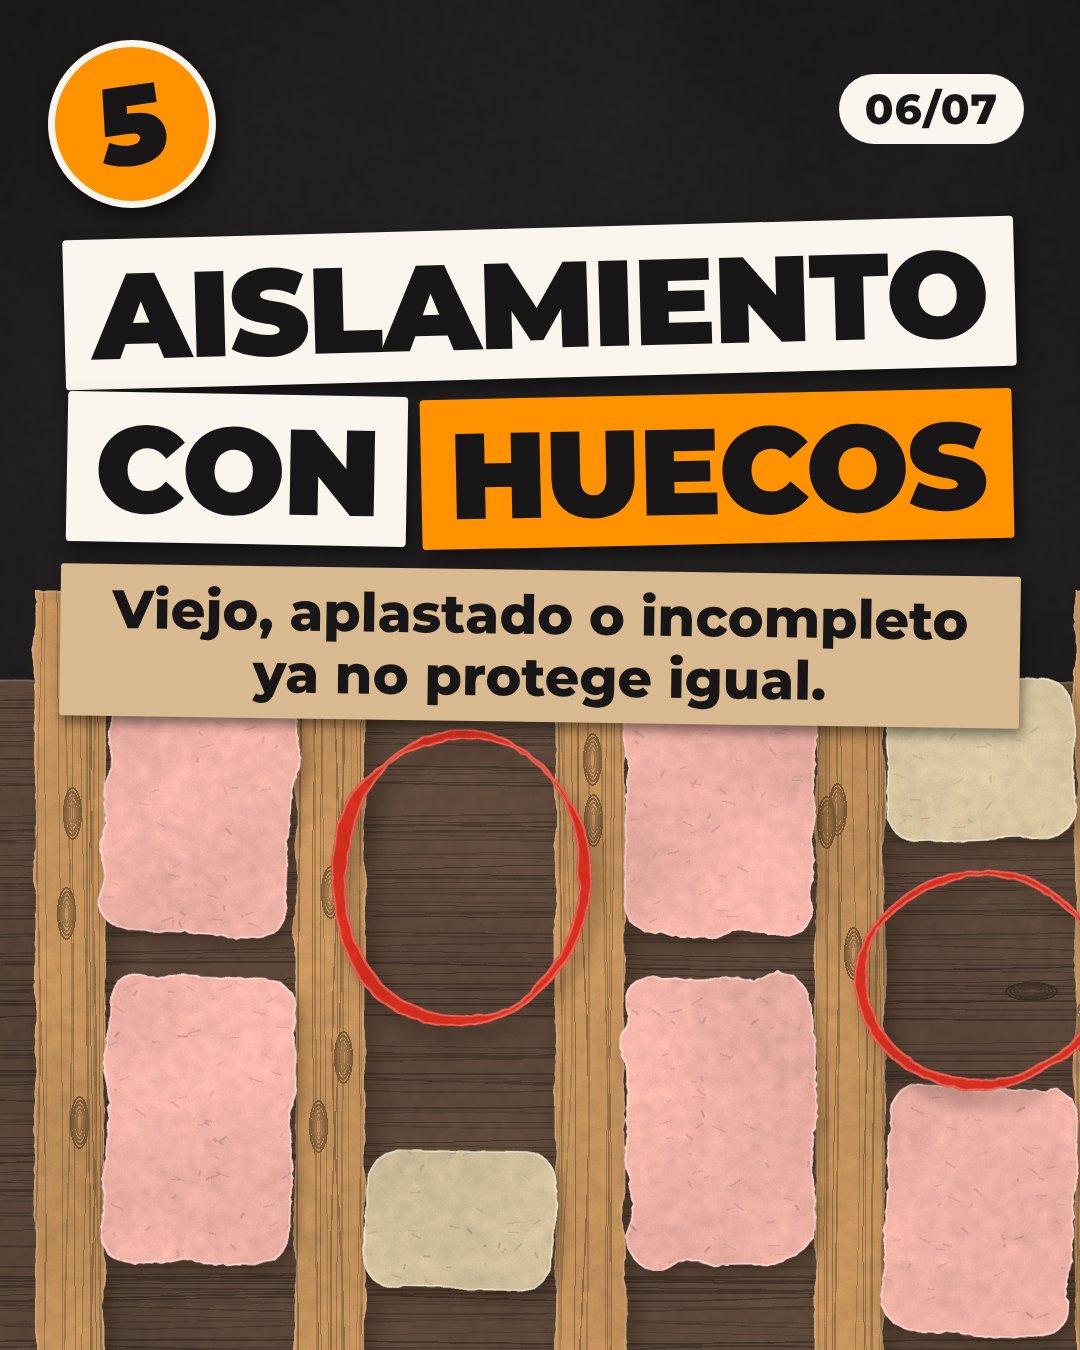 5
06/07
AISLAMIENTO
CON HUECOS
Viejo, aplastado o incompleto
ya no protege igual.